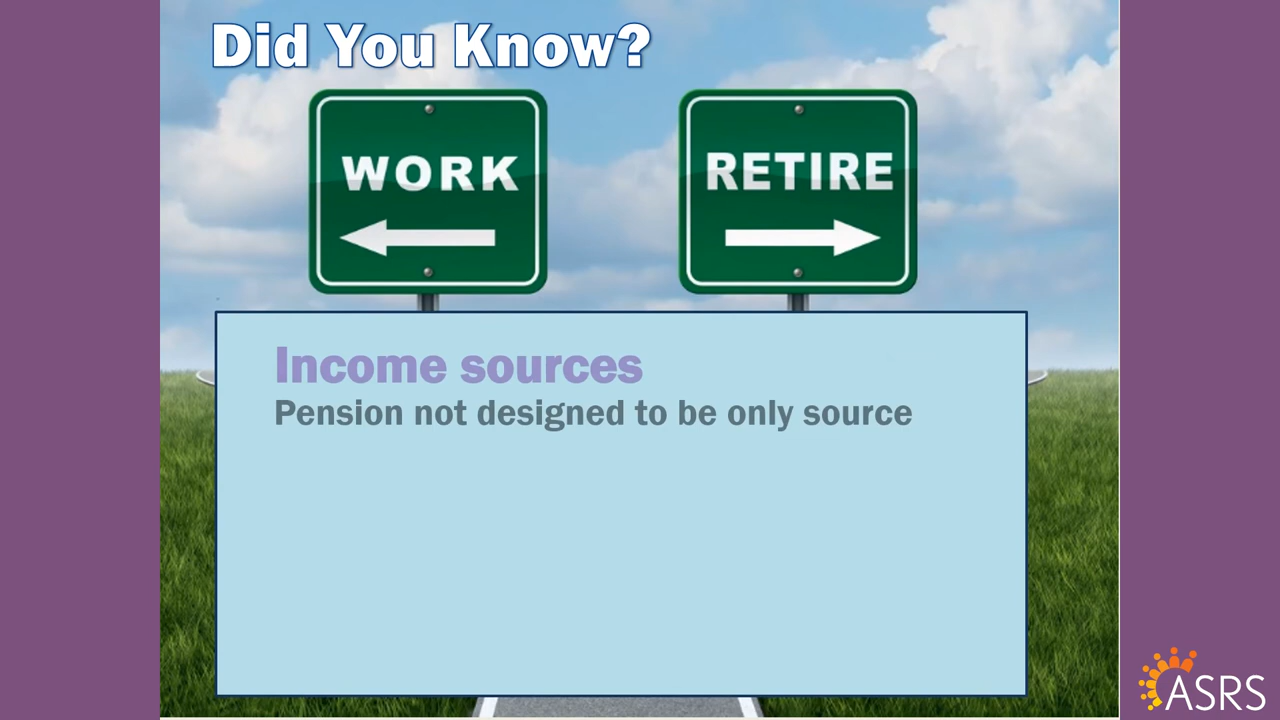 Did You Know?
WORK
RETIRE
Income sources
Pension not designed to be only source
ASRS